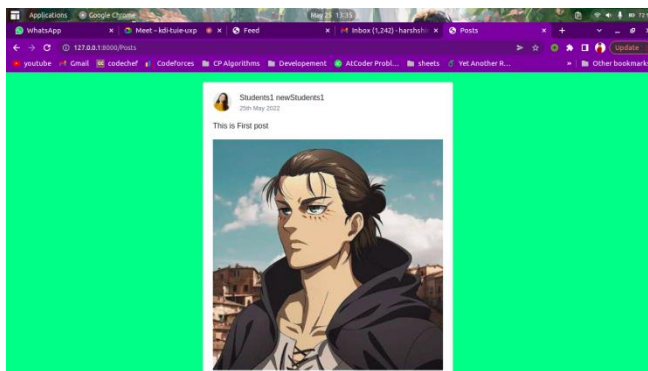 Applications Google Chrome May 25 13:35
WhatsApp Meet – kdi-tuie-uxp Feed Inbox (1,242) - harshshi Posts
127.0.0.1:8000/Posts Update
youtube Gmail codechef Codeforces CP Algorithms Developement AtCoder Probl... sheets Yet Another R... » Other bookmarks
Students1 newStudents1
25th May 2022
This is First post